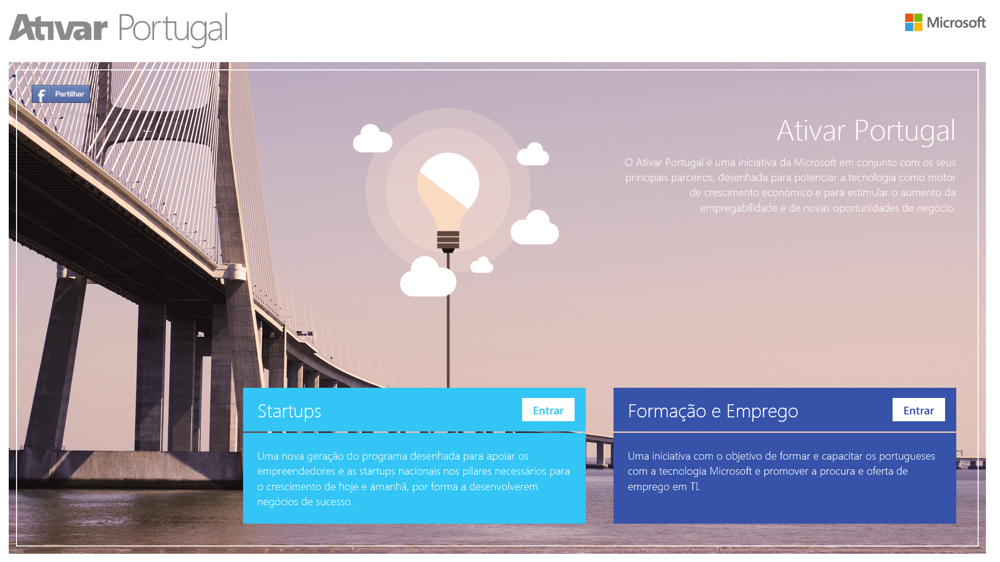 Ativar Portugal
Microsoft
Partilhar
Ativar Portugal
O Ativar Portugal é uma iniciativa da Microsoft em conjunto com os seus
principais parceiros, desenhada para potenciar a tecnologia como motor
de crescimento económico e para estimular o aumento da
empregabilidade e de novas oportunidades de negócio.
Startups
Entrar
Uma nova geração do programa desenhada para apoiar os
empreendedores e as startups nacionais nos pilares necessários para
o crescimento de hoje e amanhã, por forma a desenvolverem
negócios de sucesso.
Formação e Emprego
Entrar
Uma iniciativa com o objetivo de formar e capacitar os portugueses
com a tecnologia Microsoft e promover a procura e oferta de
emprego em TI.